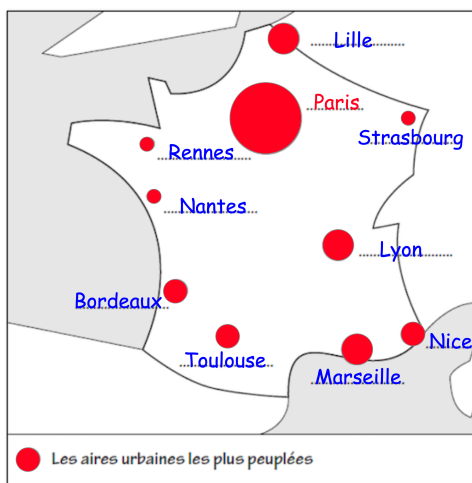 Lille
Paris
Strasbourg
Rennes
Nantes
Lyon
Bordeaux
Nice
Toulouse
Marseille
Les aires urbaines les plus peuplées